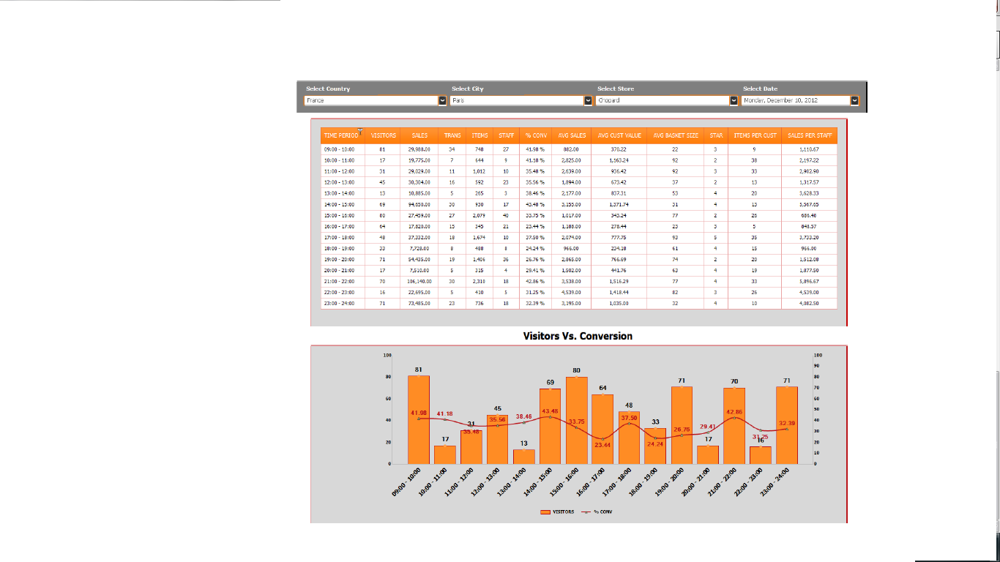 Select Country Select City Select Store Select Date
France Paris Chopard Monday, December 10, 2012
TIME PERIOD VISITORS SALES TRANS ITEMS STAFF % CONV AVG SALES AVG CUST VALUE AVG BASKET SIZE STAR ITEMS PER CUST SALES PER STAFF
09:00 - 10:00 81 29,988.00 34 748 27 41.98 % 882.00 370.22 22 3 9 1,110.67
10:00 - 11:00 17 19,775.00 7 644 9 41.18 % 2,825.00 1,163.24 92 2 38 2,197.22
11:00 - 12:00 31 29,029.00 11 1,012 10 35.48 % 2,639.00 936.42 92 3 33 2,902.90
12:00 - 13:00 45 30,304.00 16 592 23 35.56 % 1,894.00 673.42 37 2 13 1,317.57
13:00 - 14:00 13 10,885.00 5 265 3 38.46 % 2,177.00 837.31 53 4 20 3,628.33
14:00 - 15:00 69 94,650.00 30 930 17 43.48 % 3,155.00 1,371.74 31 4 13 5,567.65
15:00 - 16:00 80 27,459.00 27 2,079 40 33.75 % 1,017.00 343.24 77 2 26 686.48
16:00 - 17:00 64 17,820.00 15 345 21 23.44 % 1,188.00 278.44 23 3 5 848.57
17:00 - 18:00 48 37,332.00 18 1,674 10 37.50 % 2,074.00 777.75 93 5 35 3,733.20
18:00 - 19:00 33 7,728.00 8 488 8 24.24 % 966.00 234.18 61 4 15 966.00
19:00 - 20:00 71 54,435.00 19 1,406 36 26.76 % 2,865.00 766.69 74 2 20 1,512.08
20:00 - 21:00 17 7,510.00 5 315 4 29.41 % 1,502.00 441.76 63 4 19 1,877.50
21:00 - 22:00 70 106,140.00 30 2,310 18 42.86 % 3,538.00 1,516.29 77 4 33 5,896.67
22:00 - 23:00 16 22,695.00 5 410 5 31.25 % 4,539.00 1,418.44 82 3 26 4,539.00
23:00 - 24:00 71 73,485.00 23 736 18 32.39 % 3,195.00 1,035.00 32 4 10 4,082.50
Visitors Vs. Conversion
100 80 60 40 20 0
81 17 31 45 13 69 80 64 48 33 71 17 70 16 71
41.98 41.18 35.48 35.56 38.46 43.48 33.75 23.44 37.50 24.24 26.76 29.41 42.86 31.25 32.39
100 90 80 70 60 50 40 30 20 10 0
09:00 - 10:00 10:00 - 11:00 11:00 - 12:00 12:00 - 13:00 13:00 - 14:00 14:00 - 15:00 15:00 - 16:00 16:00 - 17:00 17:00 - 18:00 18:00 - 19:00 19:00 - 20:00 20:00 - 21:00 21:00 - 22:00 22:00 - 23:00 23:00 - 24:00
VISITORS % CONV